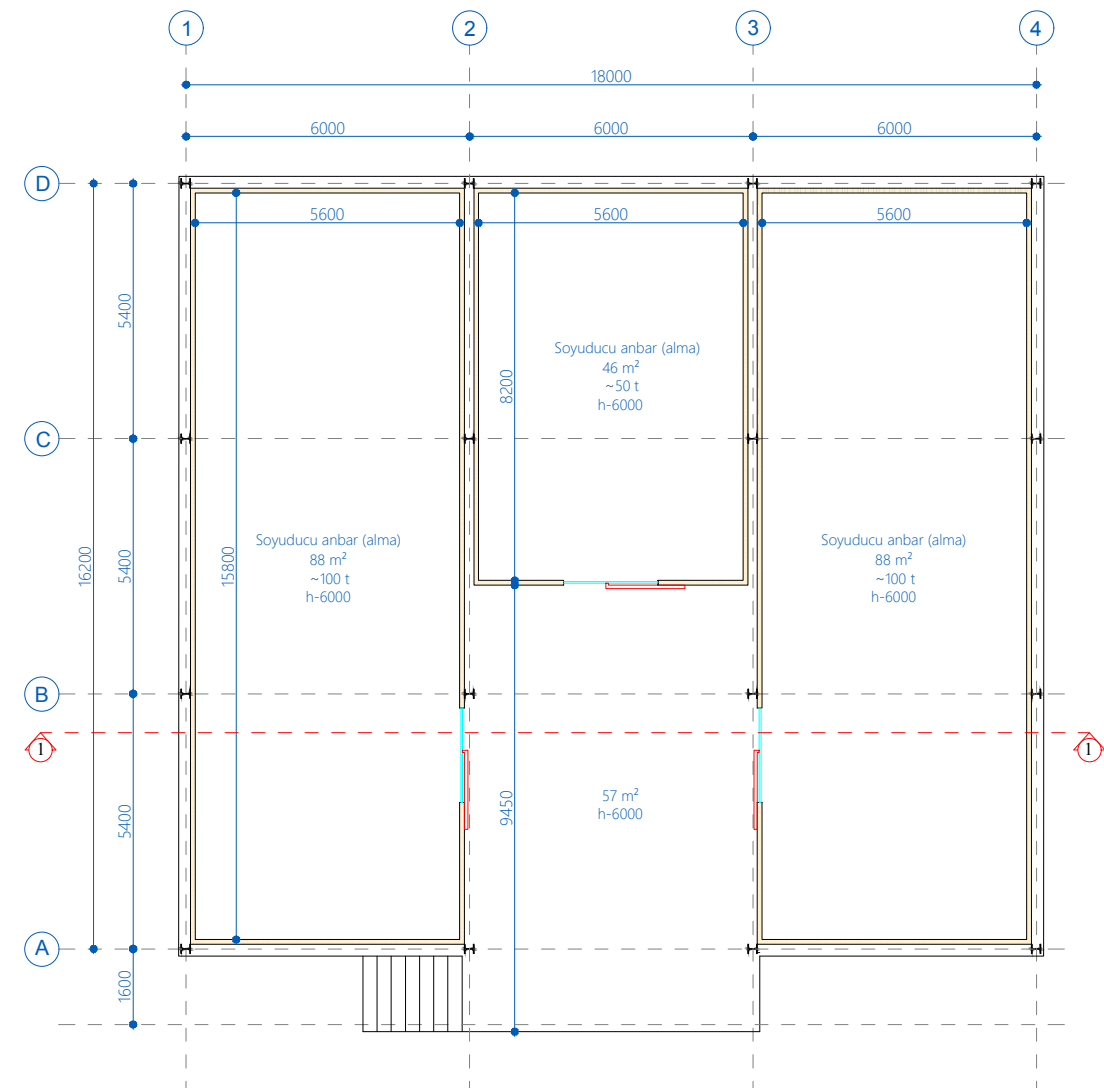 1
2
3
4
18000
6000
6000
6000
D
5600
5600
5600
5400
Soyuducu anbar (alma)
46 m²
~50 t
h-6000
8200
C
Soyuducu anbar (alma)
88 m²
~100 t
h-6000
Soyuducu anbar (alma)
88 m²
~100 t
h-6000
16200
5400
15800
B
1
1
57 m²
h-6000
5400
9450
A
1600